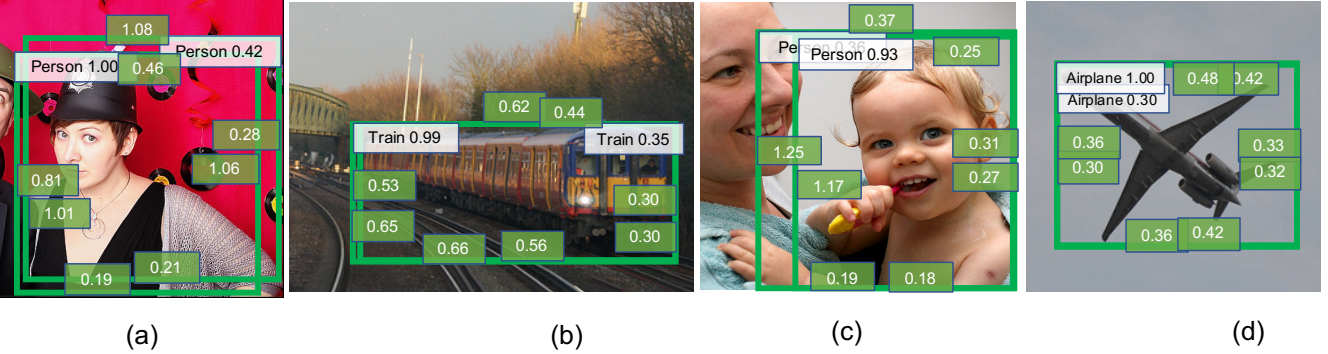 1.08
Person 0.42
Person 1.00
0.46
0.28
1.06
0.81
1.01
0.21
0.19
(a)
0.62
0.44
Train 0.99
Train 0.35
0.53
0.30
0.65
0.30
0.66
0.56
(b)
0.37
Person 0.36
Person 0.93
0.25
0.31
1.25
0.27
1.17
0.19
0.18
(c)
Airplane 1.00
0.48
0.42
Airplane 0.30
0.36
0.33
0.30
0.32
0.36
0.42
(d)